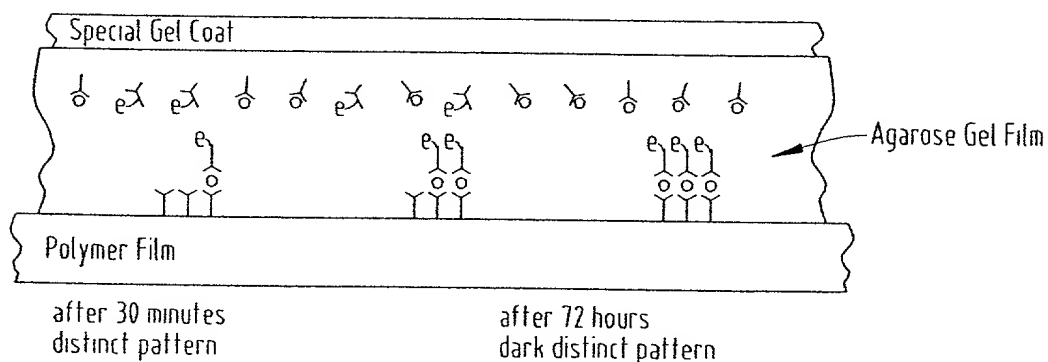 Special Gel Coat
e e e e
e e e e e e
Agarose Gel Film
Polymer Film
after 30 minutes
distinct pattern
after 72 hours
dark distinct pattern